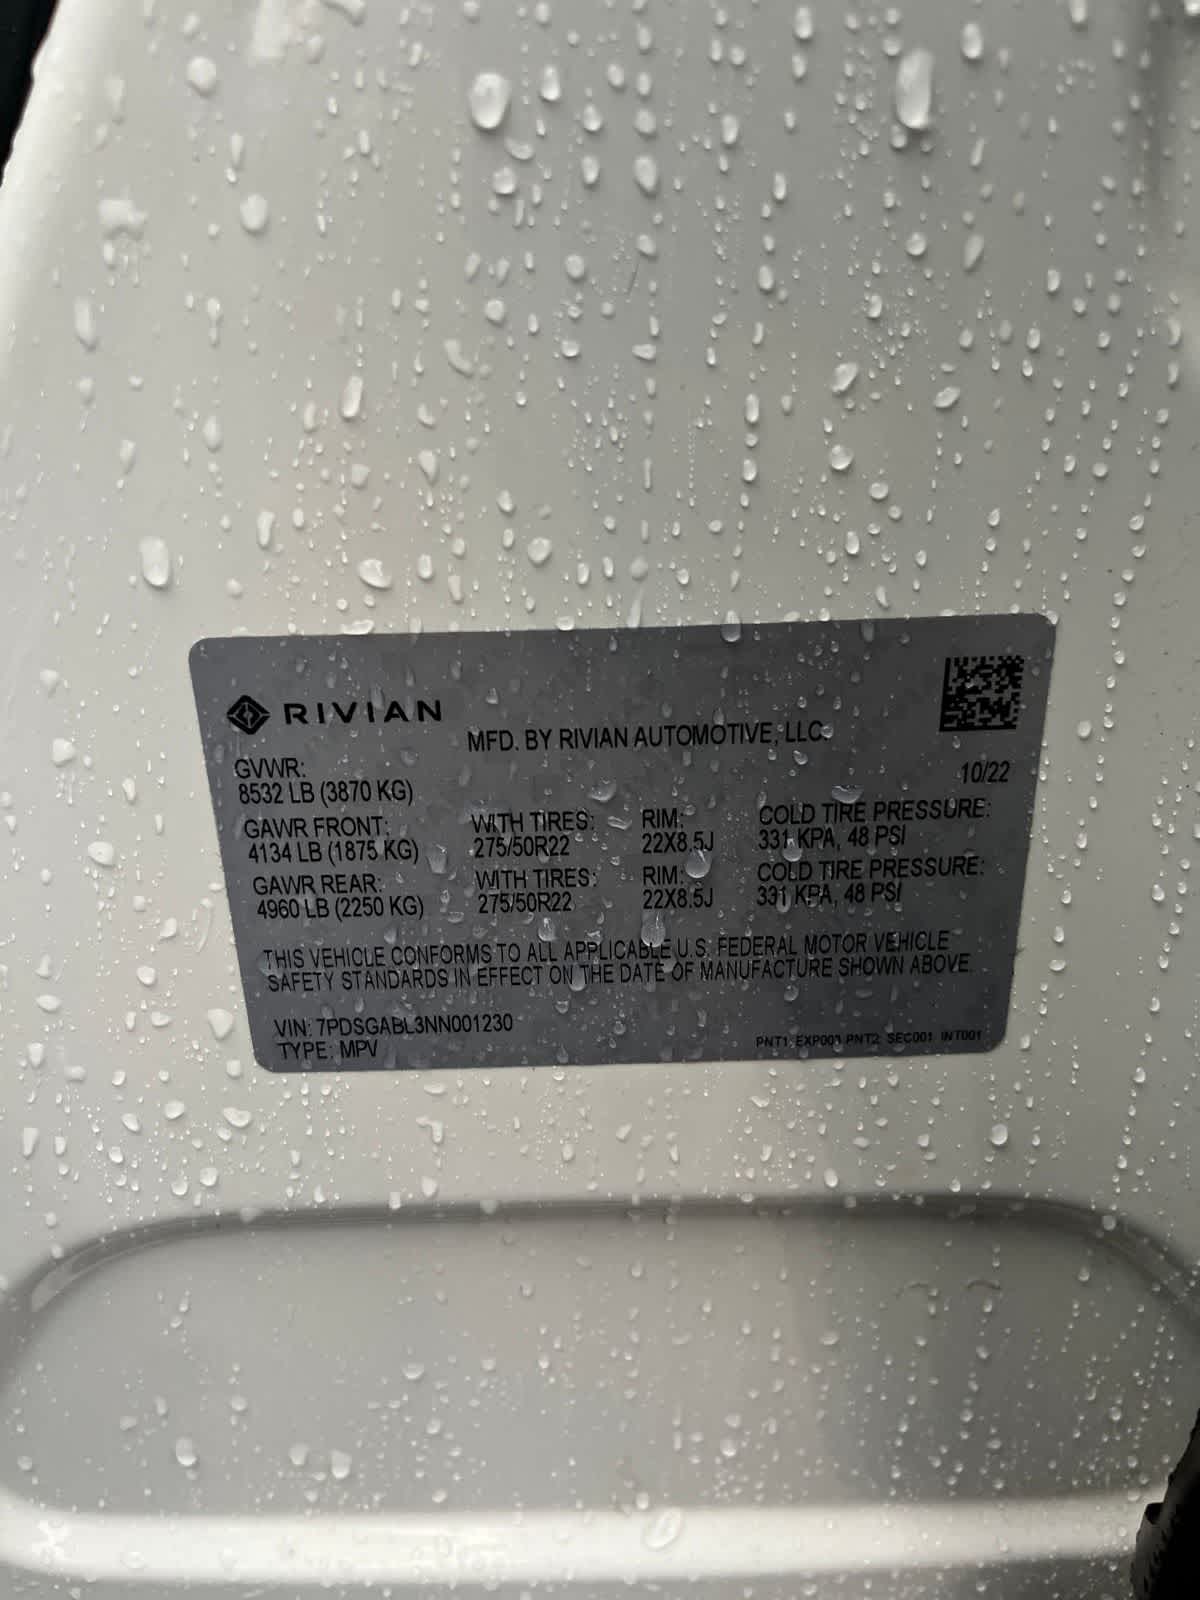 RIVIAN
MFD. BY RIVIAN AUTOMOTIVE, LLC.
10/22
GVWR:
8532 LB (3870 KG)
GAWR FRONT: WITH TIRES: RIM: COLD TIRE PRESSURE:
4134 LB (1875 KG) 275/50R22 22X8.5J 331 KPA, 48 PSI
GAWR REAR: WITH TIRES: RIM: COLD TIRE PRESSURE:
4960 LB (2250 KG) 275/50R22 22X8.5J 331 KPA, 48 PSI
THIS VEHICLE CONFORMS TO ALL APPLICABLE U.S. FEDERAL MOTOR VEHICLE
SAFETY STANDARDS IN EFFECT ON THE DATE OF MANUFACTURE SHOWN ABOVE.
VIN: 7PDSGABL3NN001230
TYPE: MPV
PNT1: PNT2: SEC001 INT001